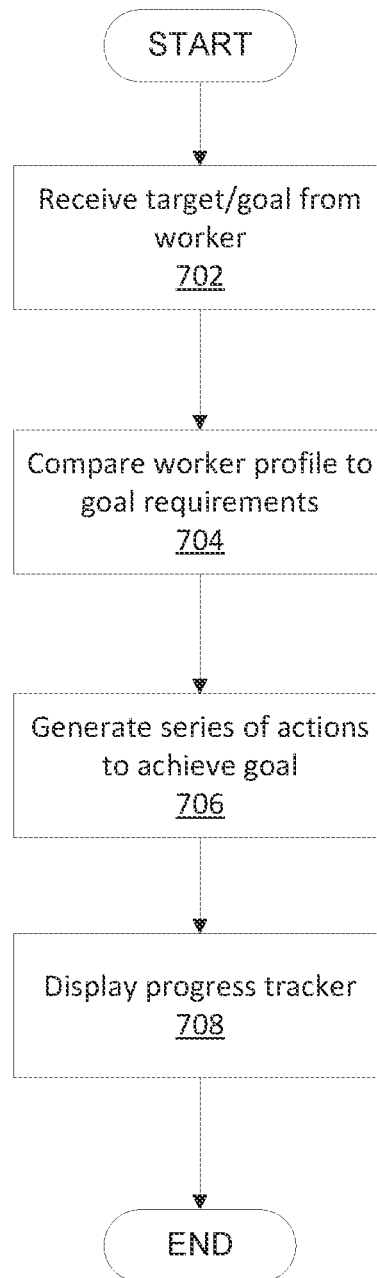 START
Receive target/goal from
worker
702
Compare worker profile to
goal requirements
704
Generate series of actions
to achieve goal
706
Display progress tracker
708
END